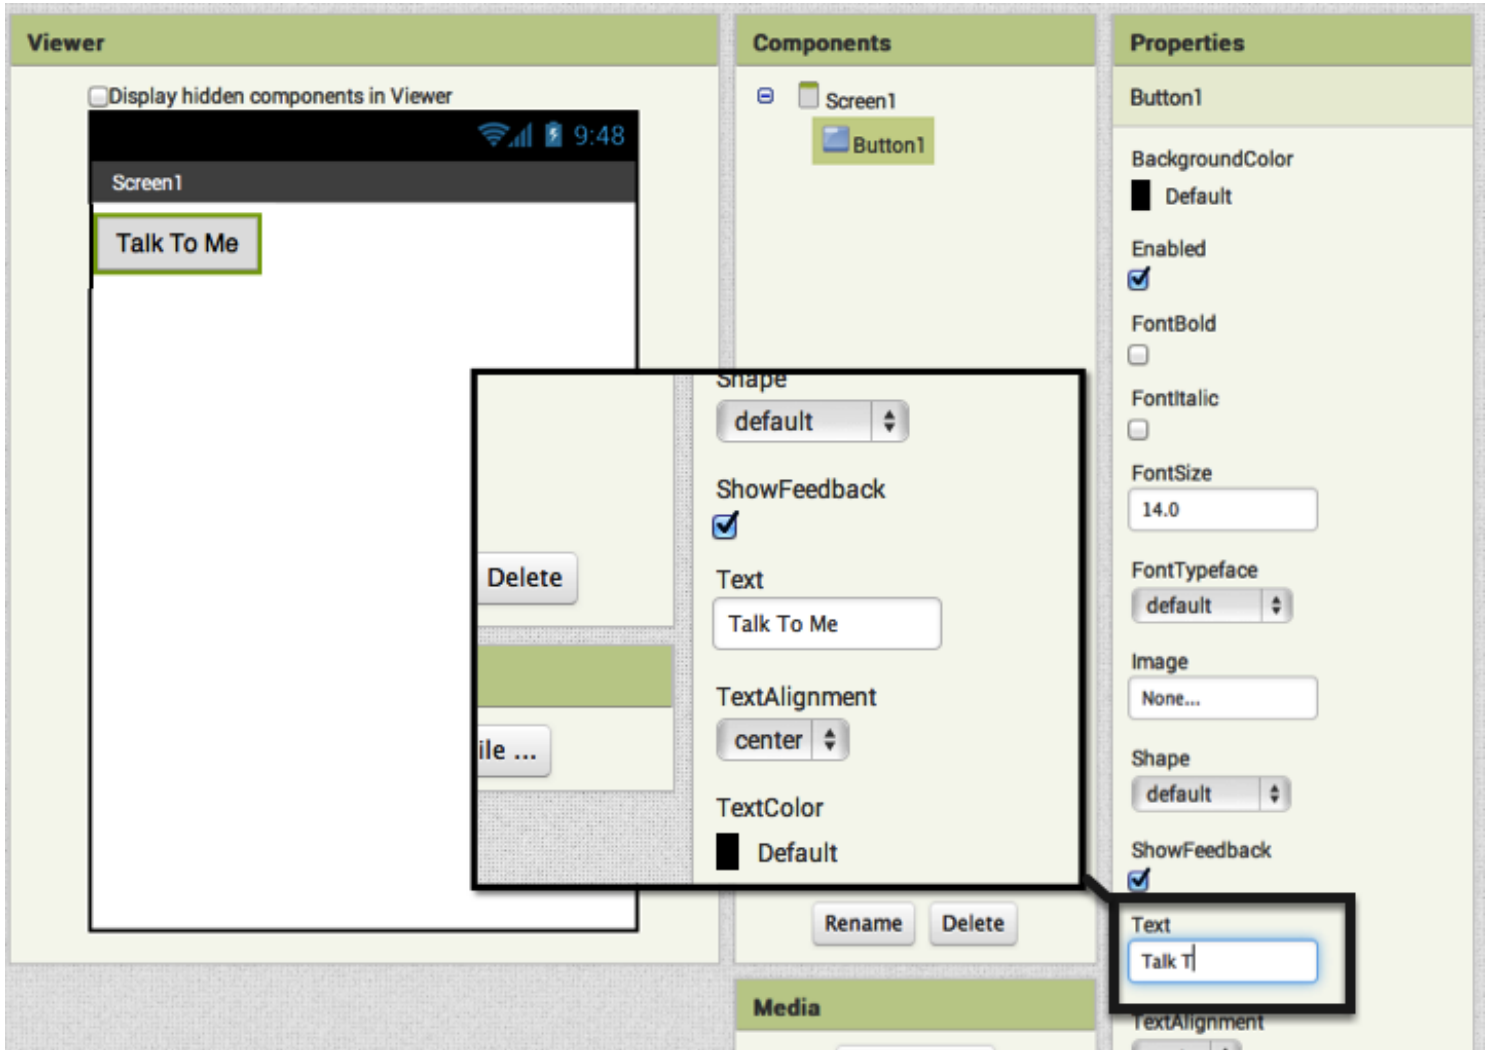 Viewer
Display hidden components in Viewer
9:48
Screen1
Talk To Me
Components
Screen1
Button1
Rename
Delete
Media
Shape
default
ShowFeedback
Text
Talk To Me
TextAlignment
center
TextColor
Default
Delete
ile ...
Properties
Button1
BackgroundColor
Default
Enabled
FontBold
FontItalic
FontSize
14.0
FontTypeface
default
Image
None...
Shape
default
ShowFeedback
Text
Talk T
TextAlignment